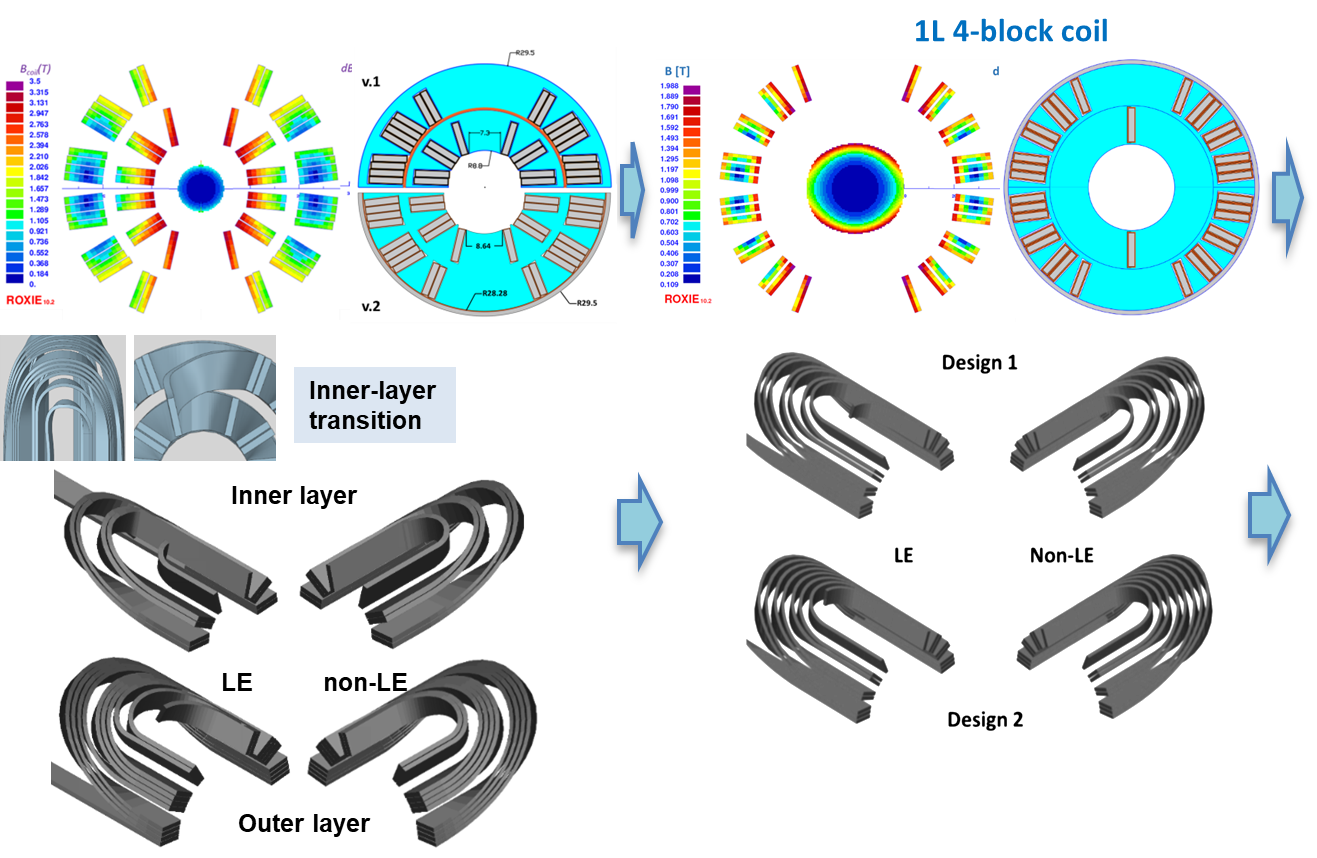 1L 4-block coil
B_coil(T)
3.5
3.315
3.131
2.947
2.763
2.578
2.394
2.210
2.026
1.842
1.657
1.473
1.289
1.105
0.921
0.736
0.552
0.368
0.184
0.
ROXIE 10.2
dE
v.1
R29.5
7.3
8.64
R28.28
R29.5
v.2
B [T]
1.988
1.889
1.790
1.691
1.592
1.493
1.394
1.295
1.197
1.098
0.999
0.900
0.801
0.702
0.603
0.504
0.406
0.307
0.208
0.109
ROXIE 10.2
d
Inner-layer
transition
Inner layer
LE non-LE
Outer layer
Design 1
LE Non-LE
Design 2